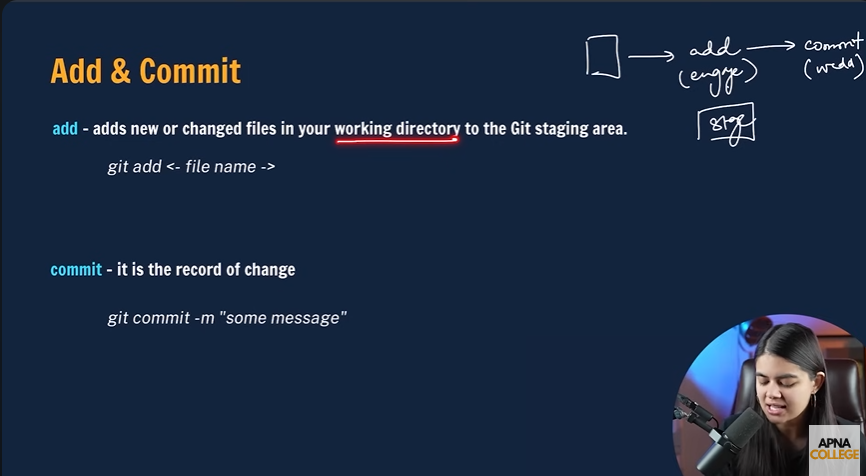 Add & Commit
add - adds new or changed files in your working directory to the Git staging area.
git add <- file name ->
commit - it is the record of change
git commit -m "some message"
add
commit
(engage)
stage
APNA
COLLEGE